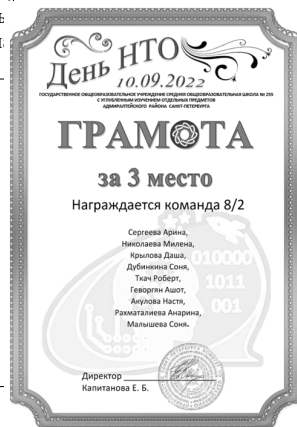 День НТО
10.09.2022
ГОСУДАРСТВЕННОЕ ОБЩЕОБРАЗОВАТЕЛЬНОЕ УЧРЕЖДЕНИЕ СРЕДНЯЯ ОБЩЕОБРАЗОВАТЕЛЬНАЯ ШКОЛА № 255
С УГЛУБЛЕННЫМ ИЗУЧЕНИЕМ ОТДЕЛЬНЫХ ПРЕДМЕТОВ
АДМИРАЛТЕЙСКОГО РАЙОНА САНКТ-ПЕТЕРБУРГА
ГРАМОТА
за 3 место
Награждается команда 8/2
Сергеева Арина,
Николаева Милена,
Крылова Даша,
Дубинкина Соня,
Ткач Роберт,
Геворгян Ашот,
Акулова Настя,
Рахматалиева Анарина,
Малышева Соня.
010000
1011
001
Директор
Капитанова Е. Б.